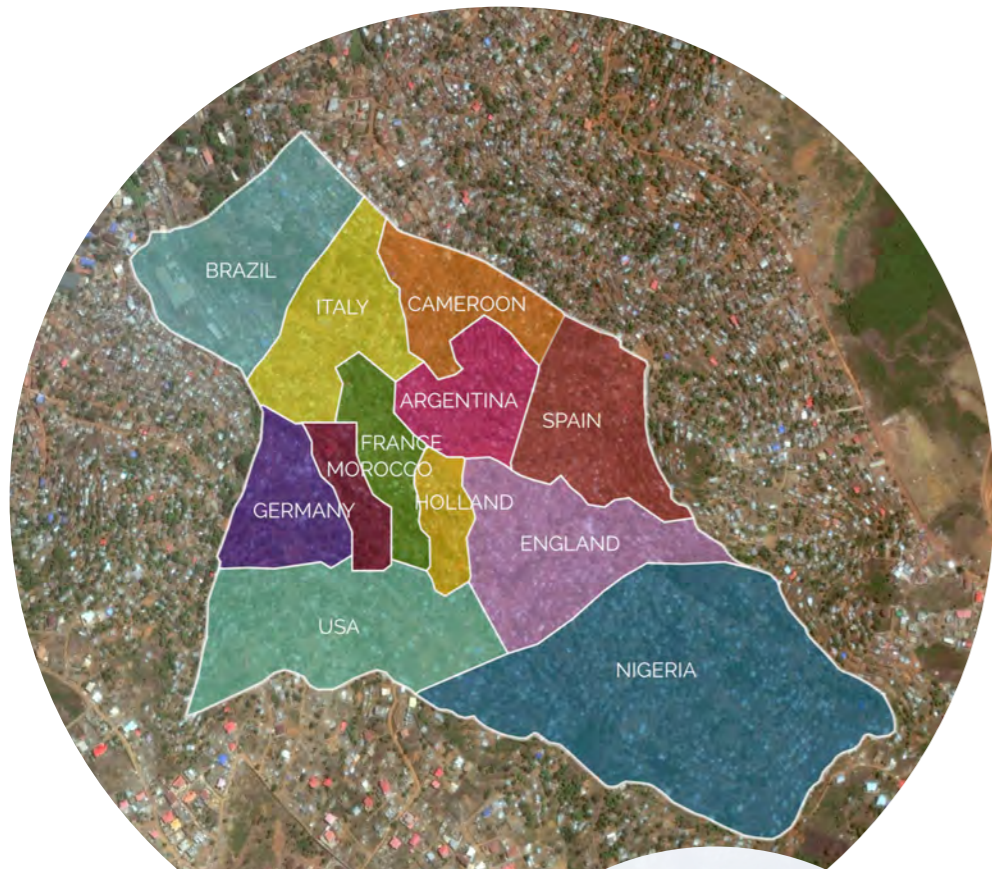 BRAZIL
ITALY
CAMEROON
ARGENTINA
SPAIN
FRANCE
MOROCCO
HOLLAND
GERMANY
ENGLAND
USA
NIGERIA